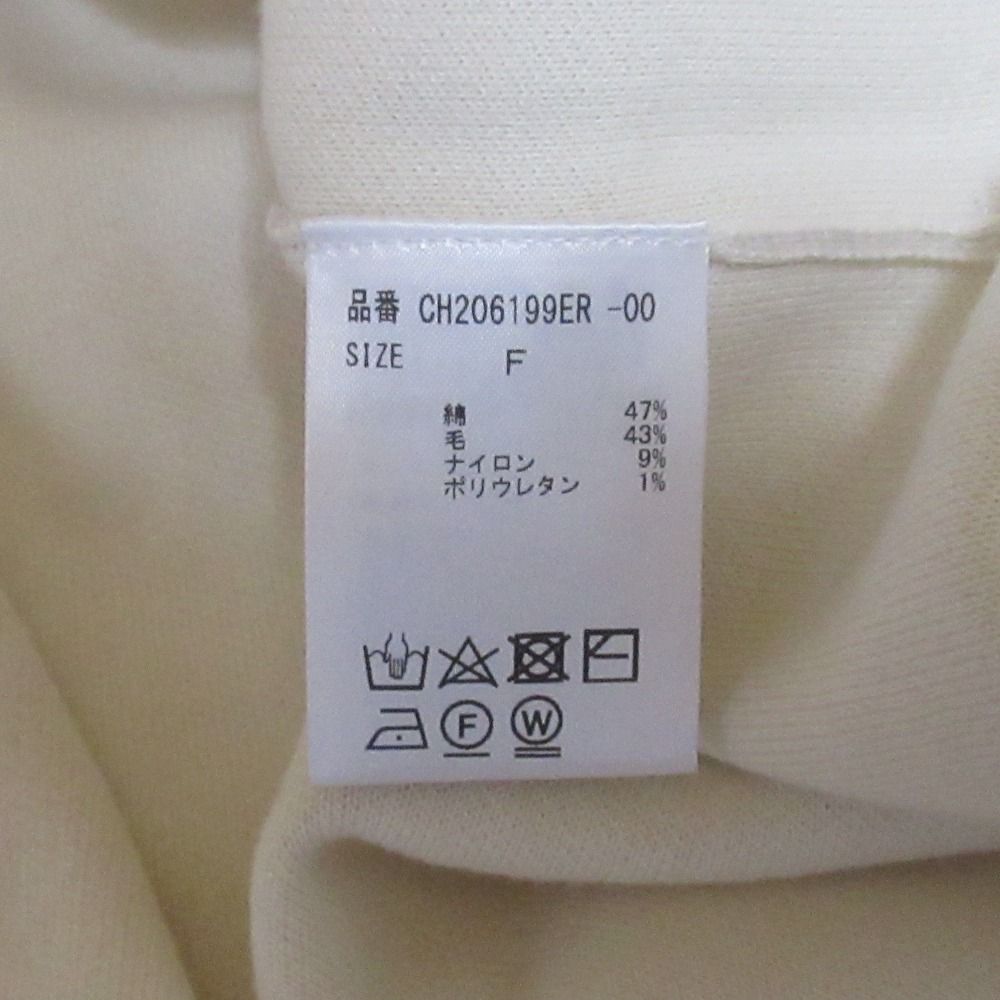 品番 CH206199ER -00
SIZE F
綿 47%
毛 43%
ナイロン 9%
ポリウレタン 1%
F W